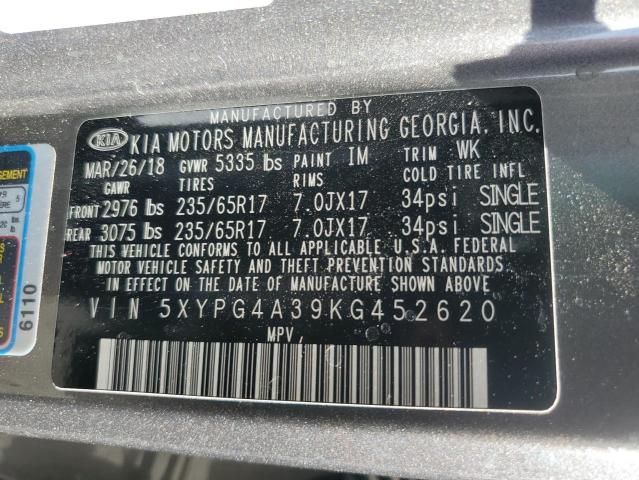 MANUFACTURED BY
KIA KIA MOTORS MANUFACTURING GEORGIA, INC.
MAR/26/18 GVWR 5335 lbs PAINT IM TRIM WK
GAWR TIRES RIMS COLD TIRE INFL
FRONT 2976 lbs 235/65R17 7.0JX17 34psi SINGLE
REAR 3075 lbs 235/65R17 7.0JX17 34psi SINGLE
THIS VEHICLE CONFORMS TO ALL APPLICABLE U.S.A. FEDERAL
MOTOR VEHICLE SAFETY AND THEFT PREVENTION STANDARDS
IN EFFECT ON THE DATE OF MANUFACTURE SHOWN ABOVE
VIN 5XYPG4A39KG452620
MPV
6110